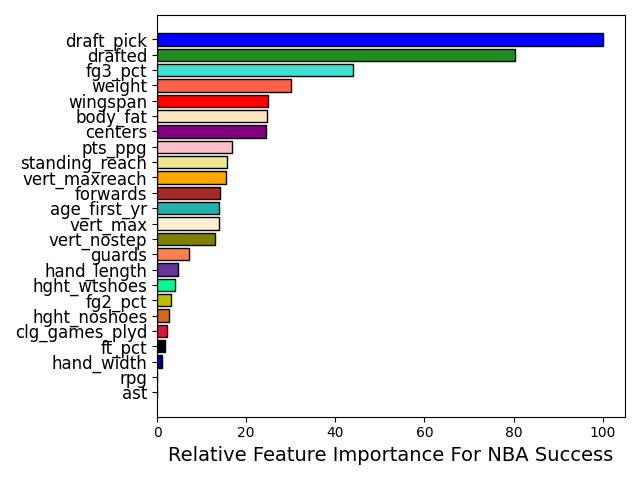 draft_pick
drafted
fg3_pct
weight
wingspan
body_fat
centers
pts_ppg
standing_reach
vert_maxreach
forwards
age_first_yr
vert_max
vert_nostep
guards
hand_length
hght_wtshoes
fg2_pct
hght_noshoes
clg_games_plyd
ft_pct
hand_width
rpg
ast
0 20 40 60 80 100
Relative Feature Importance For NBA Success